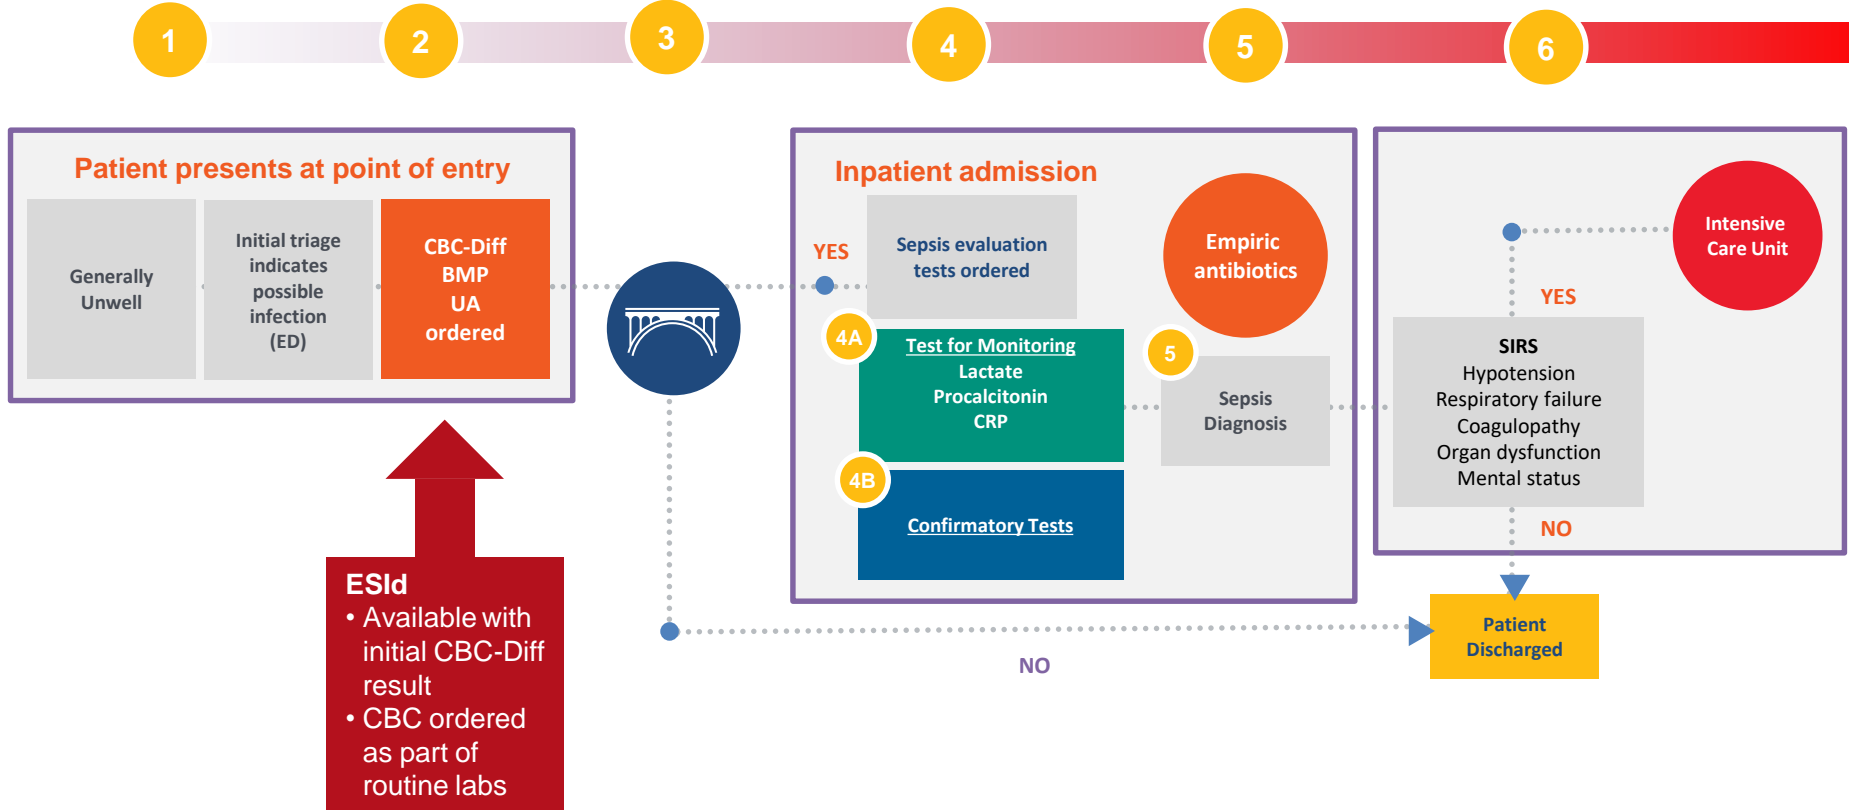 1
2
3
4
5
6
Patient presents at point of entry
Generally
Unwell
Initial triage
indicates
possible
infection
(ED)
CBC-Diff
BMP
UA
ordered
ESId
• Available with
initial CBC-Diff
result
• CBC ordered
as part of
routine labs
YES
NO
Inpatient admission
Sepsis evaluation
tests ordered
4A
Test for Monitoring
Lactate
Procalcitonin
CRP
4B
Confirmatory Tests
Empiric
antibiotics
5
Sepsis
Diagnosis
Intensive
Care Unit
YES
SIRS
Hypotension
Respiratory failure
Coagulopathy
Organ dysfunction
Mental status
NO
Patient
Discharged